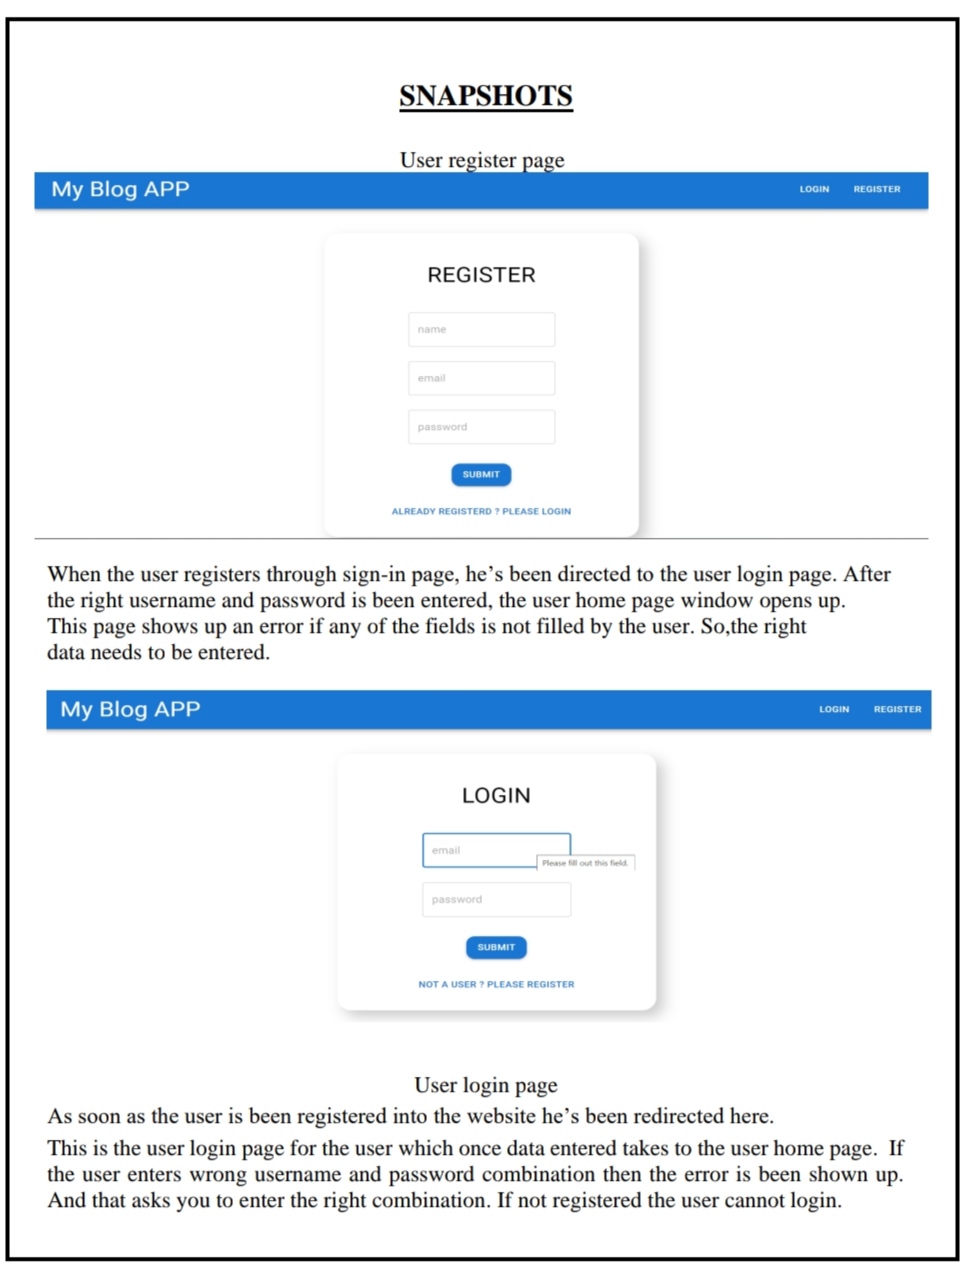 SNAPSHOTS
User register page
My Blog APP LOGIN REGISTER
REGISTER
name
email
password
SUBMIT
ALREADY REGISTERD ? PLEASE LOGIN
When the user registers through sign-in page, he’s been directed to the user login page. After
the right username and password is been entered, the user home page window opens up.
This page shows up an error if any of the fields is not filled by the user. So,the right
data needs to be entered.
My Blog APP LOGIN REGISTER
LOGIN
email
Please fill out this field.
password
SUBMIT
NOT A USER ? PLEASE REGISTER
User login page
As soon as the user is been registered into the website he’s been redirected here.
This is the user login page for the user which once data entered takes to the user home page. If
the user enters wrong username and password combination then the error is been shown up.
And that asks you to enter the right combination. If not registered the user cannot login.